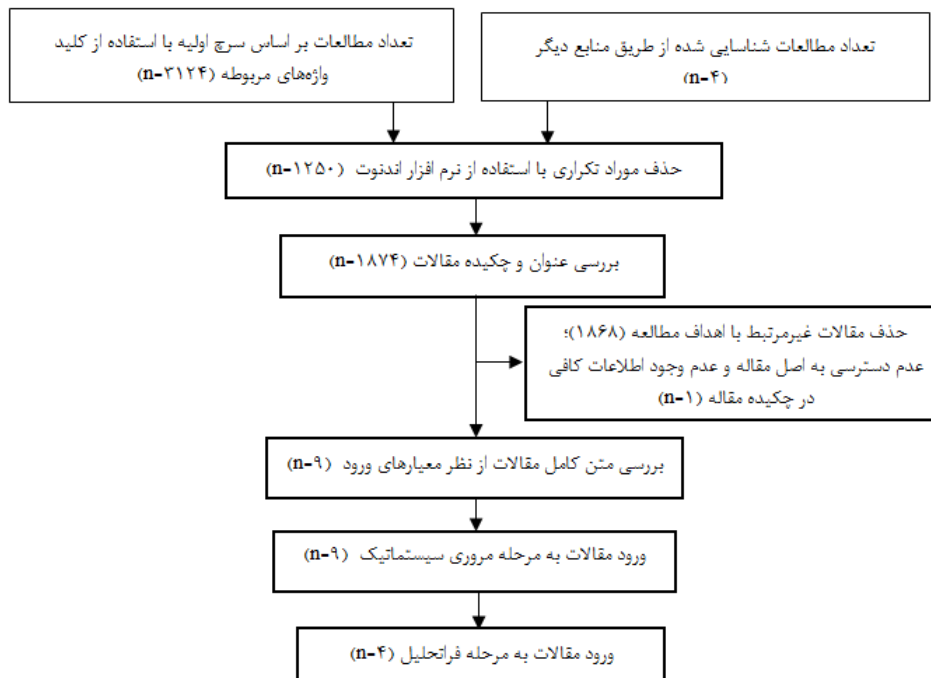 تعداد مطالعات بر اساس سرچ اولیه با استفاده از کلید
واژه‌های مربوطه (n-۳۱۲۴)
تعداد مطالعات شناسایی شده از طریق منابع دیگر
(n-۴)
حذف موراد تکراری با استفاده از نرم افزار اندنوت (n-۱۲۵۰)
بررسی عنوان و چکیده مقالات (n-۱۸۷۴)
حذف مقالات غیرمرتبط با اهداف مطالعه (۱۸۶۸)؛
عدم دسترسی به اصل مقاله و عدم وجود اطلاعات کافی
در چکیده مقاله (n-۱)
بررسی متن کامل مقالات از نظر معیارهای ورود (n-۹)
ورود مقالات به مرحله مروری سیستماتیک (n-۹)
ورود مقالات به مرحله فراتحلیل (n-۴)